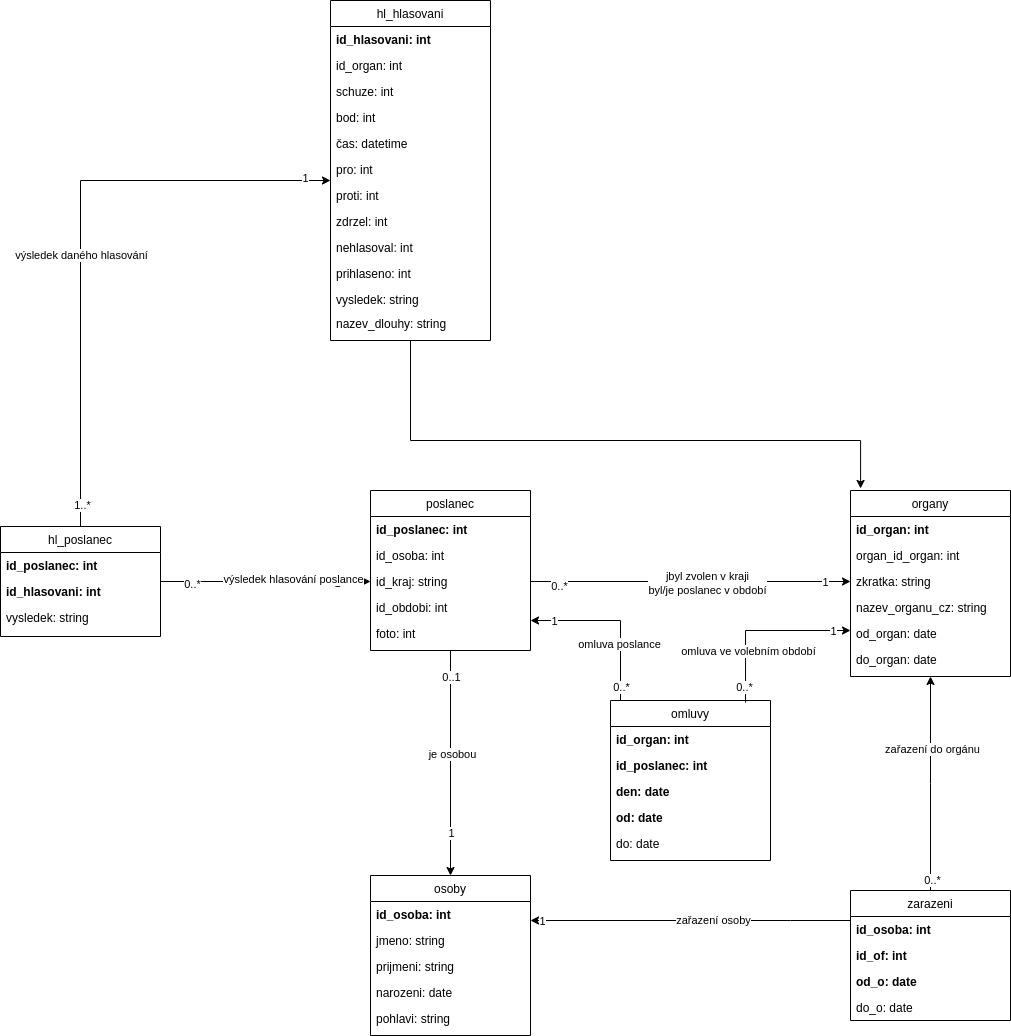 hl_hlasovani
id_hlasovani: int
id_organ: int
schuze: int
bod: int
čas: datetime
pro: int
proti: int
zdrzel: int
nehlasoval: int
prihlaseno: int
vysledek: string
nazev_dlouhy: string
1
výsledek daného hlasování
1..*
hl_poslanec
id_poslanec: int
id_hlasovani: int
vysledek: string
0..*
výsledek hlasování poslance
poslanec
id_poslanec: int
id_osoba: int
id_kraj: string
id_obdobi: int
foto: int
0..*
jbyl zvolen v kraji
byl/je poslanec v období
1
organy
id_organ: int
organ_id_organ: int
zkratka: string
nazev_organu_cz: string
od_organ: date
do_organ: date
1
omluva poslance
0..*
1
omluva ve volebním období
0..*
omluvy
id_organ: int
id_poslanec: int
den: date
od: date
do: date
0..1
je osobou
1
zařazení do orgánu
0..*
osoby
id_osoba: int
jmeno: string
prijmeni: string
narozeni: date
pohlavi: string
1
zařazení osoby
zarazeni
id_osoba: int
id_of: int
od_o: date
do_o: date